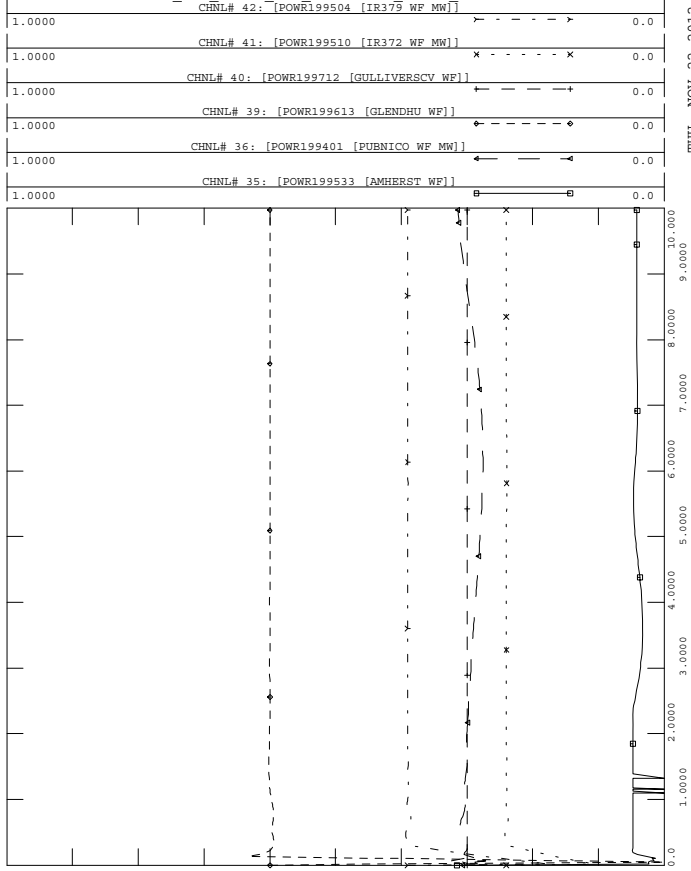 CHNL# 42: [POWR199504 [IR379 WF MW]]
1.0000 0.0
CHNL# 41: [POWR199510 [IR372 WF MW]]
1.0000 0.0
CHNL# 40: [POWR199712 [GULLIVERSCV WF]]
1.0000 0.0
CHNL# 39: [POWR199613 [GLENDHU WF]]
1.0000 0.0
CHNL# 36: [POWR199401 [PUBNICO WF MW]]
1.0000 0.0
CHNL# 35: [POWR199533 [AMHERST WF]]
1.0000 0.0
10.000
9.0000
8.0000
7.0000
6.0000
5.0000
4.0000
3.0000
2.0000
1.0000
0.0